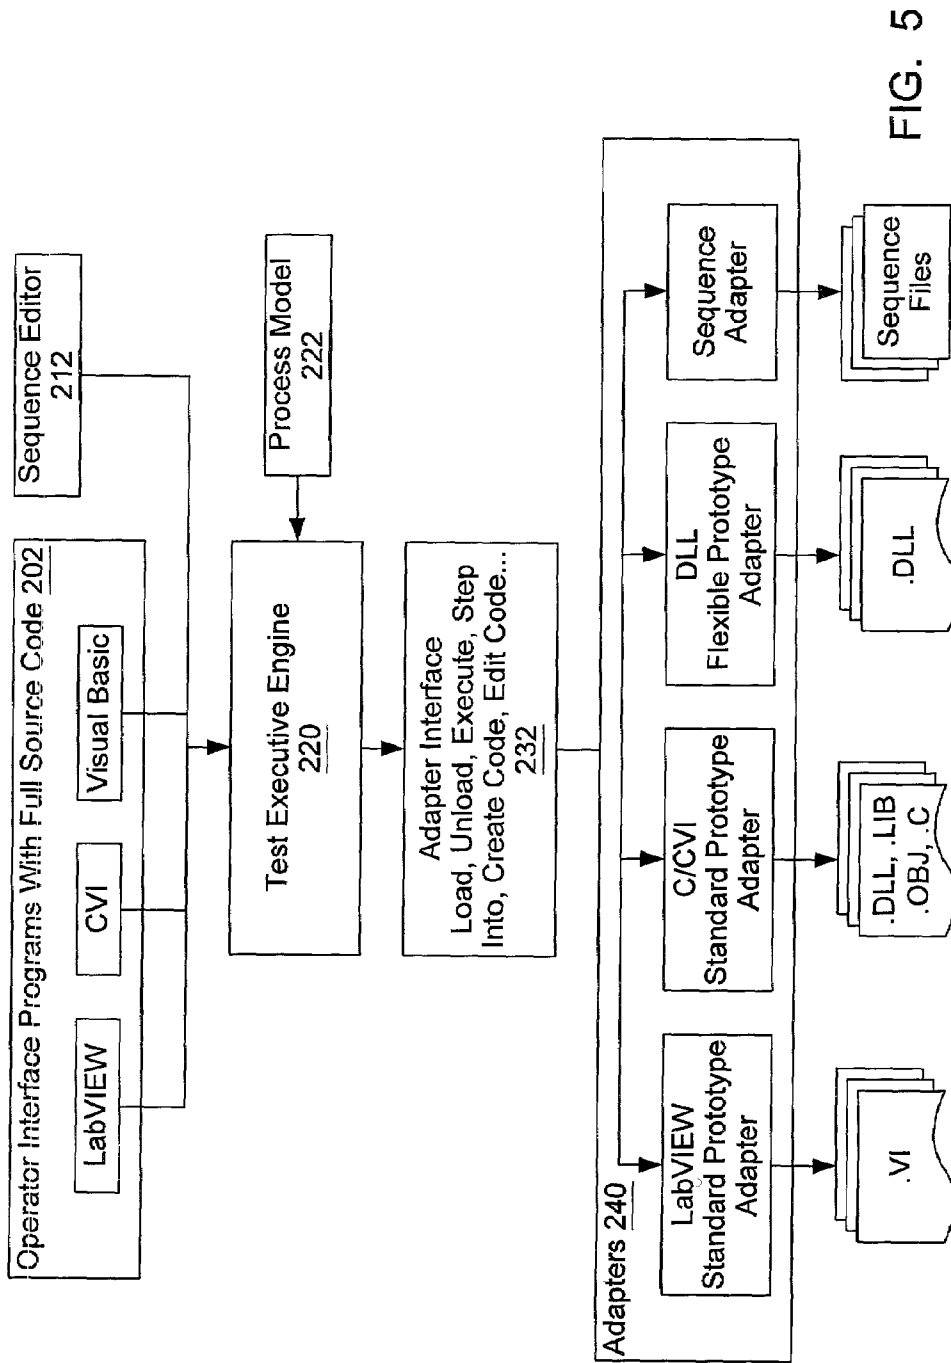 Operator Interface Programs With Full Source Code 202
LabVIEW
CVI
Visual Basic
Sequence Editor
212
Test Executive Engine
220
Process Model
222
Adapter Interface
Load, Unload, Execute, Step
Into, Create Code, Edit Code...
232
Adapters 240
LabVIEW
Standard Prototype
Adapter
C/CVI
Standard Prototype
Adapter
DLL
Flexible Prototype
Adapter
Sequence
Adapter
.VI
.DLL, .LIB
.OBJ, .C
.DLL
Sequence
Files
FIG. 5